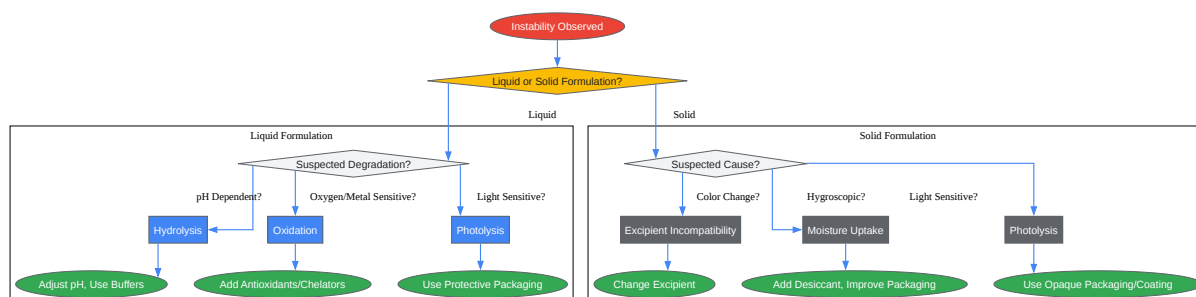 Instability Observed
Liquid or Solid Formulation?
Liquid
Solid
Liquid Formulation
Solid Formulation
Suspected Degradation?
Suspected Cause?
pH Dependent?
Oxygen/Metal Sensitive?
Light Sensitive?
Color Change?
Hygroscopic?
Light Sensitive?
Hydrolysis
Oxidation
Photolysis
Excipient Incompatibility
Moisture Uptake
Photolysis
Adjust pH, Use Buffers
Add Antioxidants/Chelators
Use Protective Packaging
Change Excipient
Add Desiccant, Improve Packaging
Use Opaque Packaging/Coating